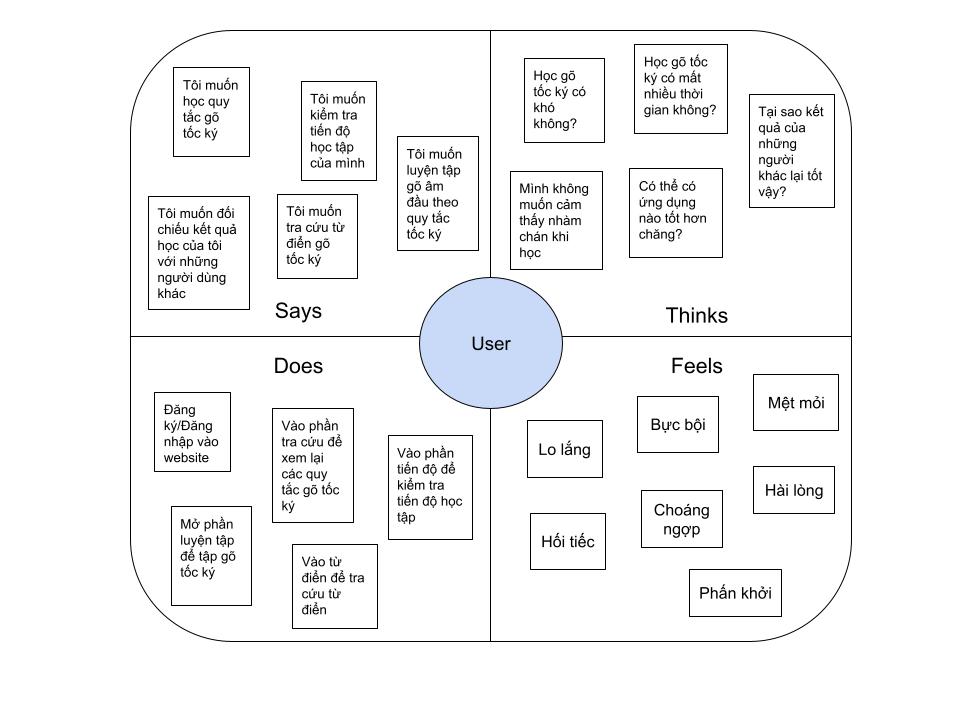 Tôi muốn
học quy
tắc gõ
tốc ký
Tôi muốn
kiểm tra
tiến độ
học tập
của mình
Tôi muốn
luyện tập
gõ âm
đầu theo
quy tắc
tốc ký
Tôi muốn đối
chiếu kết quả
học của tôi
với những
người dùng
khác
Tôi muốn
tra cứu từ
điển gõ
tốc ký
Says
Học gõ
tốc ký có
khó
không?
Học gõ tốc
ký có mất
nhiều thời
gian không?
Tại sao kết
quả của
những
người
khác lại tốt
vậy?
Mình không
muốn cảm
thấy nhàm
chán khi
học
Có thể có
ứng dụng
nào tốt hơn
chăng?
Thinks
User
Does
Đăng
ký/Đăng
nhập vào
website
Vào phần
tra cứu để
xem lại
các quy
tắc gõ tốc
ký
Vào phần
tiến độ để
kiểm tra
tiến độ học
tập
Mở phần
luyện tập
để tập gõ
tốc ký
Vào từ
điển để tra
cứu từ
điển
Feels
Mệt mỏi
Bực bội
Lo lắng
Hài lòng
Choáng
ngợp
Hối tiếc
Phấn khởi